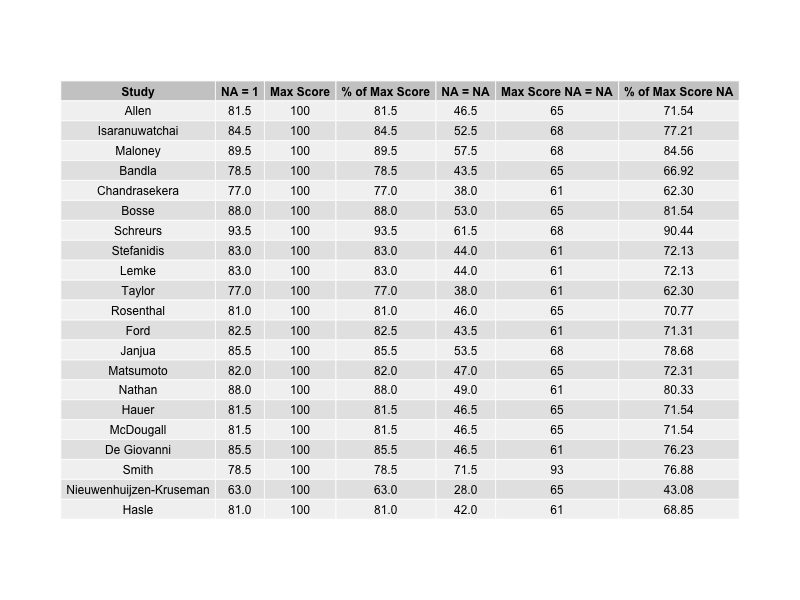 Study NA = 1 Max Score % of Max Score NA = NA Max Score NA = NA % of Max Score NA
Allen 81.5 100 81.5 46.5 65 71.54
Isaranuwatchai 84.5 100 84.5 52.5 68 77.21
Maloney 89.5 100 89.5 57.5 68 84.56
Bandla 78.5 100 78.5 43.5 65 66.92
Chandrasekera 77.0 100 77.0 38.0 61 62.30
Bosse 88.0 100 88.0 53.0 65 81.54
Schreurs 93.5 100 93.5 61.5 68 90.44
Stefanidis 83.0 100 83.0 44.0 61 72.13
Lemke 83.0 100 83.0 44.0 61 72.13
Taylor 77.0 100 77.0 38.0 61 62.30
Rosenthal 81.0 100 81.0 46.0 65 70.77
Ford 82.5 100 82.5 43.5 61 71.31
Janjua 85.5 100 85.5 53.5 68 78.68
Matsumoto 82.0 100 82.0 47.0 65 72.31
Nathan 88.0 100 88.0 49.0 61 80.33
Hauer 81.5 100 81.5 46.5 65 71.54
McDougall 81.5 100 81.5 46.5 65 71.54
De Giovanni 85.5 100 85.5 46.5 61 76.23
Smith 78.5 100 78.5 71.5 93 76.88
Nieuwenhuijzen-Kruseman 63.0 100 63.0 28.0 65 43.08
Hasle 81.0 100 81.0 42.0 61 68.85